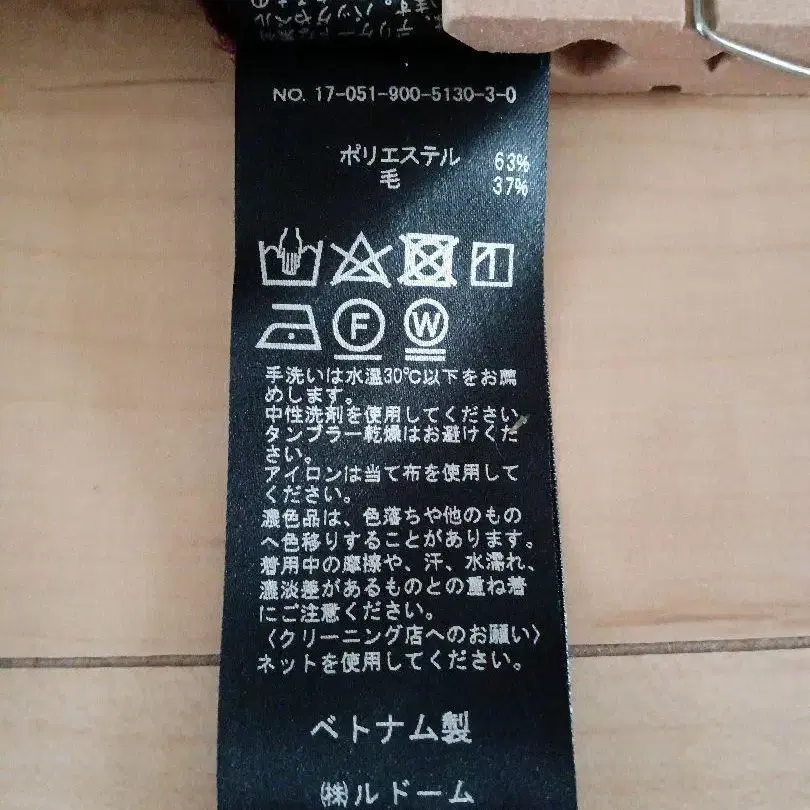 NO. 17-051-900-5130-3-0
ポリエステル 63%
毛 37%
F W
手洗いは水温30℃以下をお薦
めします。
中性洗剤を使用してください。
タンブラー乾燥はお避けくだ
さい。
アイロンは当て布を使用して
ください。
濃色品は、色落ちや他のもの
へ色移りすることがあります。
着用中の摩擦や、汗、水濡れ、
濃淡差があるものとの重ね着
にご注意ください。
〈クリーニング店へのお願い〉
ネットを使用してください。
ベトナム製
㈱ルドーム